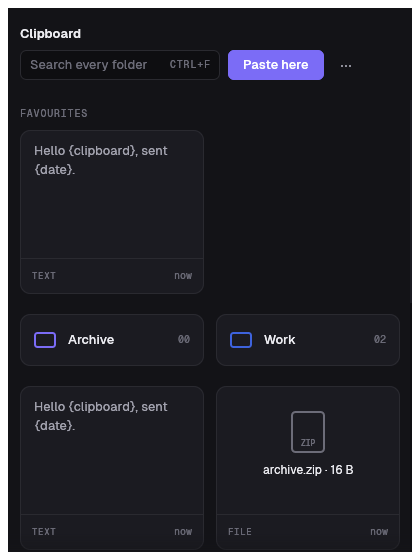 Clipboard
Search every folder CTRL+F Paste here ...
FAVOURITES
Hello {clipboard}, sent
{date}.
TEXT now
Archive 00 Work 02
Hello {clipboard}, sent
{date}.
ZIP
archive.zip · 16 B
TEXT now FILE now